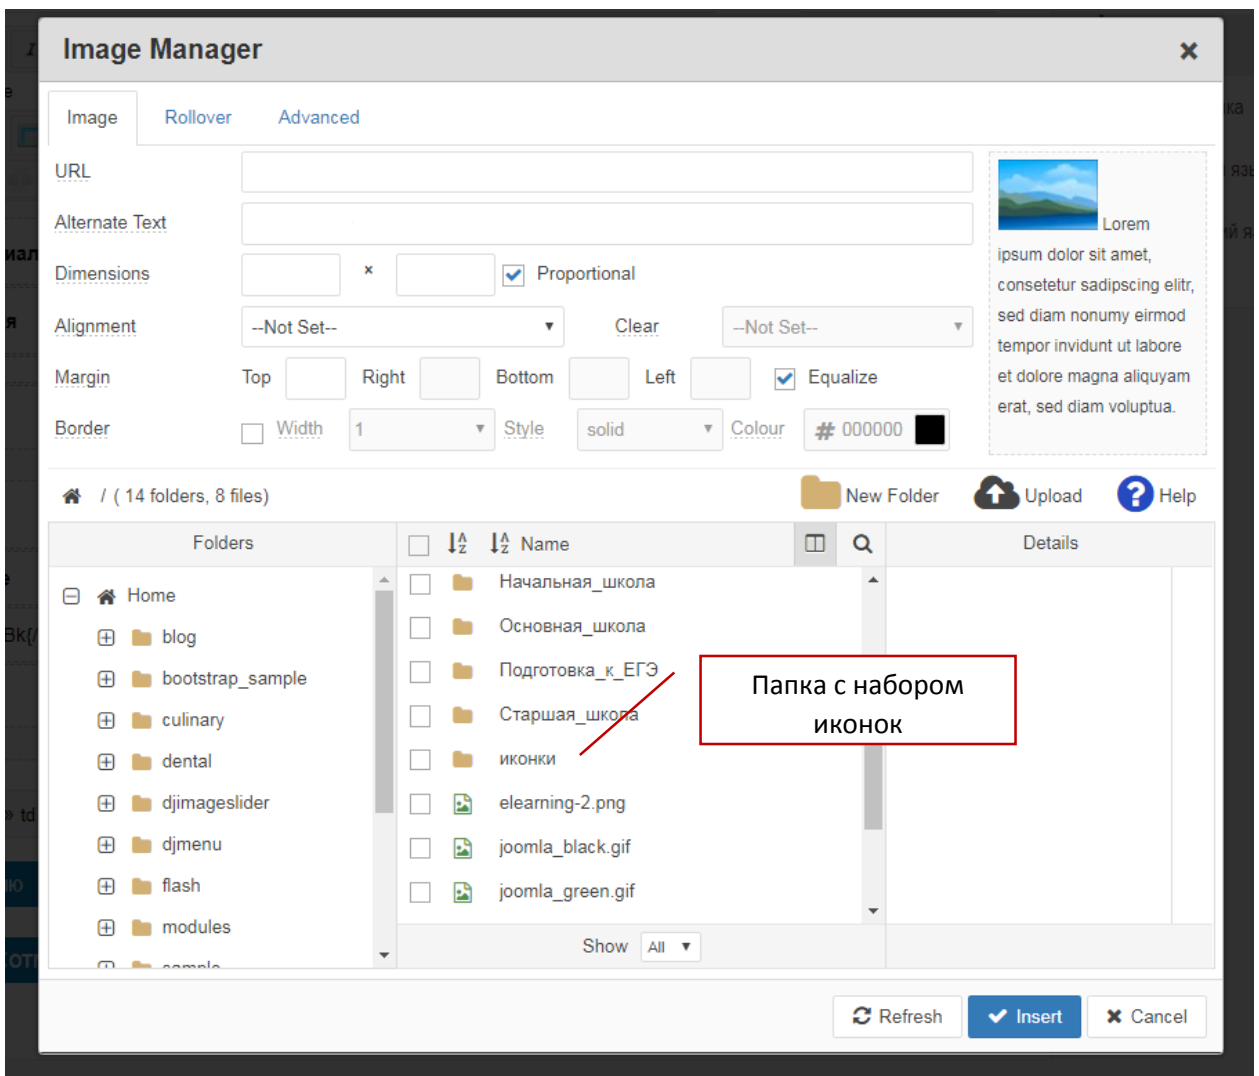 Image Manager
Image Rollover Advanced
URL
Alternate Text
Dimensions × Proportional
Alignment --Not Set-- Clear --Not Set--
Margin Top Right Bottom Left Equalize
Border Width 1 Style solid Colour # 000000
Lorem
ipsum dolor sit amet,
consetetur sadipscing elitr,
sed diam nonumy eirmod
tempor invidunt ut labore
et dolore magna aliquyam
erat, sed diam voluptua.
/ ( 14 folders, 8 files) New Folder Upload Help
Folders Name Details
Home
blog
bootstrap_sample
culinary
dental
djimageslider
djmenu
flash
modules
sample
Начальная_школа
Основная_школа
Подготовка_к_ЕГЭ
Старшая_школа
иконки
elearning-2.png
joomla_black.gif
joomla_green.gif
Папка с набором
иконок
Show All
Refresh Insert Cancel